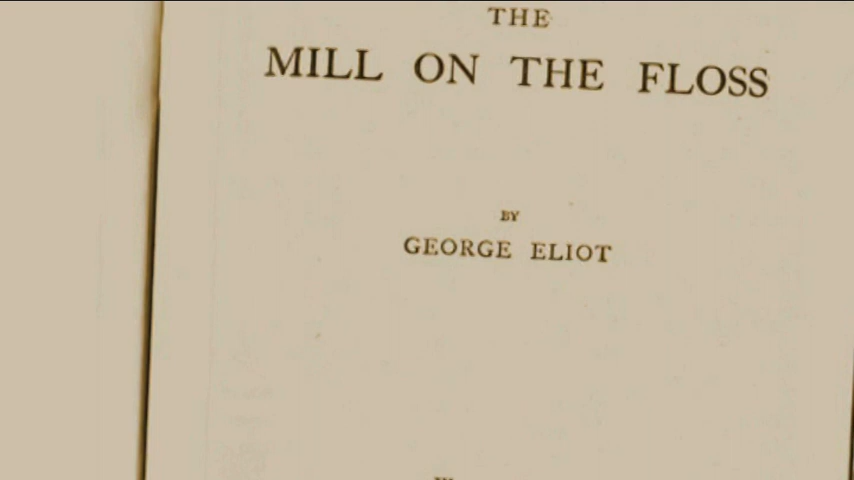 THE
MILL ON THE FLOSS
BY
GEORGE ELIOT